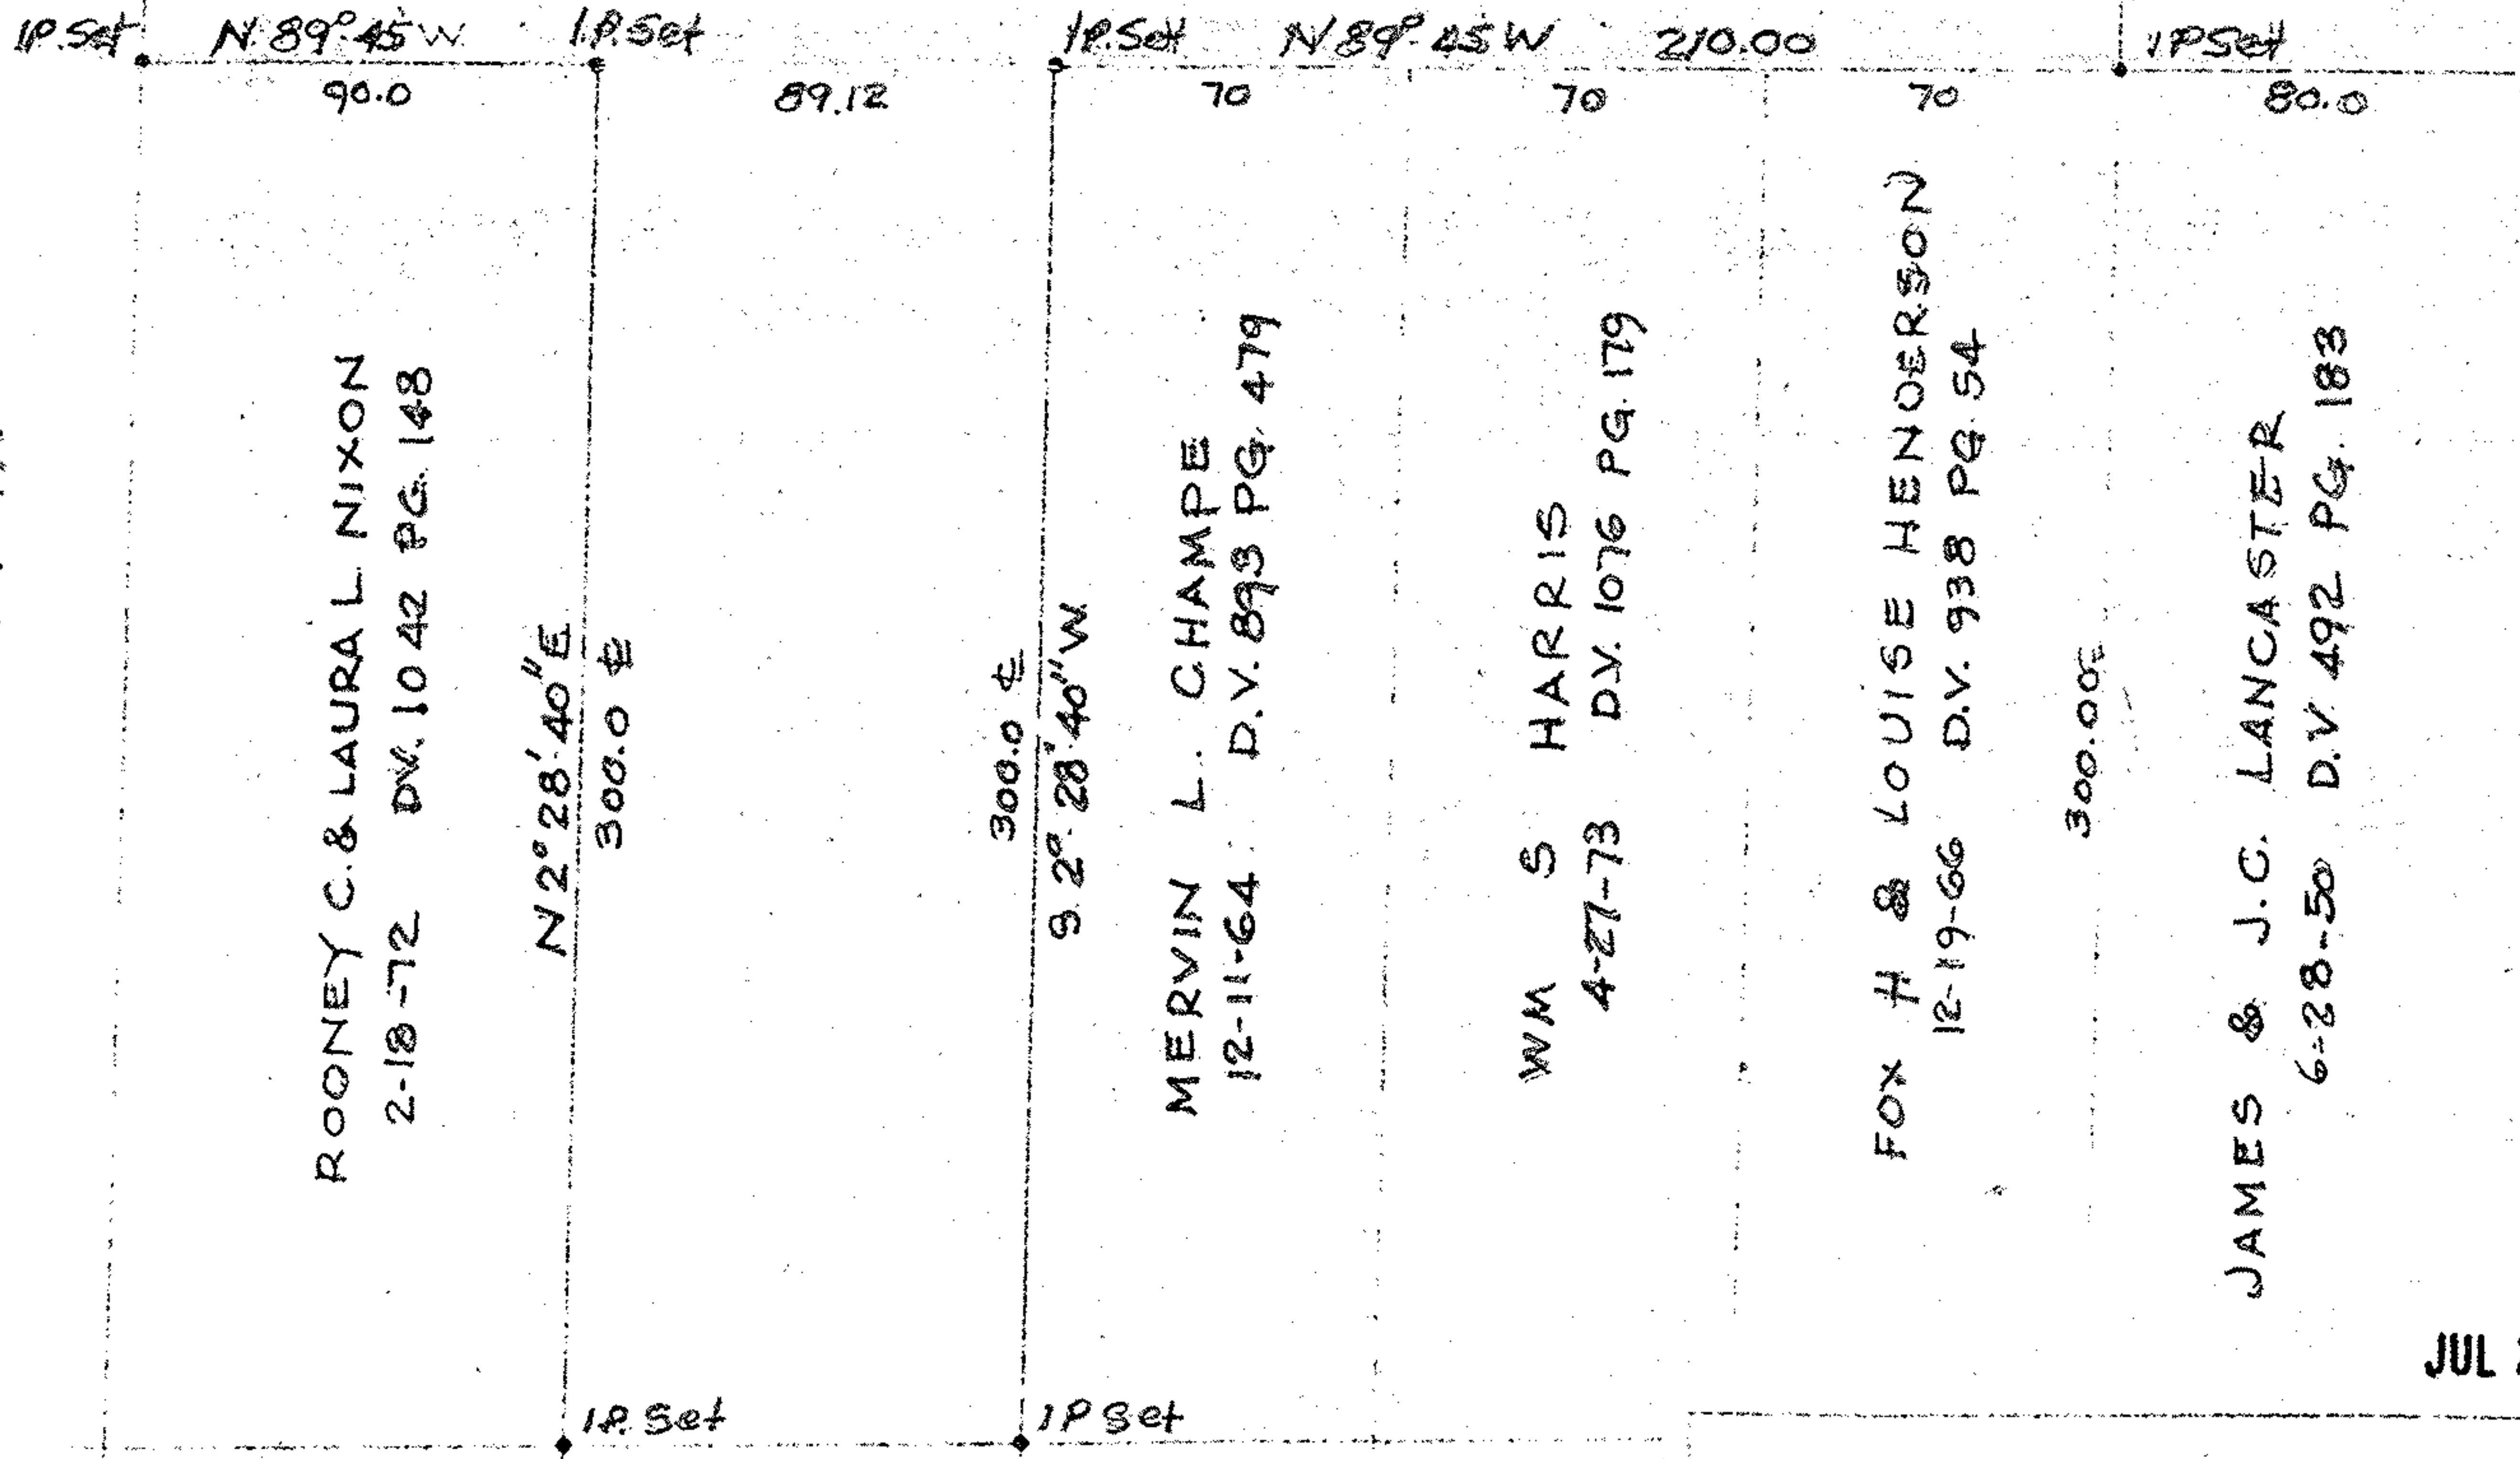 I.P. Set N. 89°-45' W. I.P. Set I.P. Set N 89°-45 W 210.00 I P Set
90.0 89.12 70 70 70 80.0
ROONEY C. & LAURA L NIXON
2-18-72 D.V. 1042 PG. 148
N 2° 28' 40" E
300.0 ±
300.0 ±
S. 2° 28' 40" W
MERVIN L. CHAMPE
12-11-64 D.V. 893 PG. 479
WM S HARRIS
4-27-73 D.V. 1076 PG. 179
FOX H & LOUISE HENDERSON
12-19-66 D.V. 938 PG. 54
300.0
JAMES & J.C. LANCASTER
6-28-50 D.V. 492 PG. 183
JUL
I.P. Set I P Set